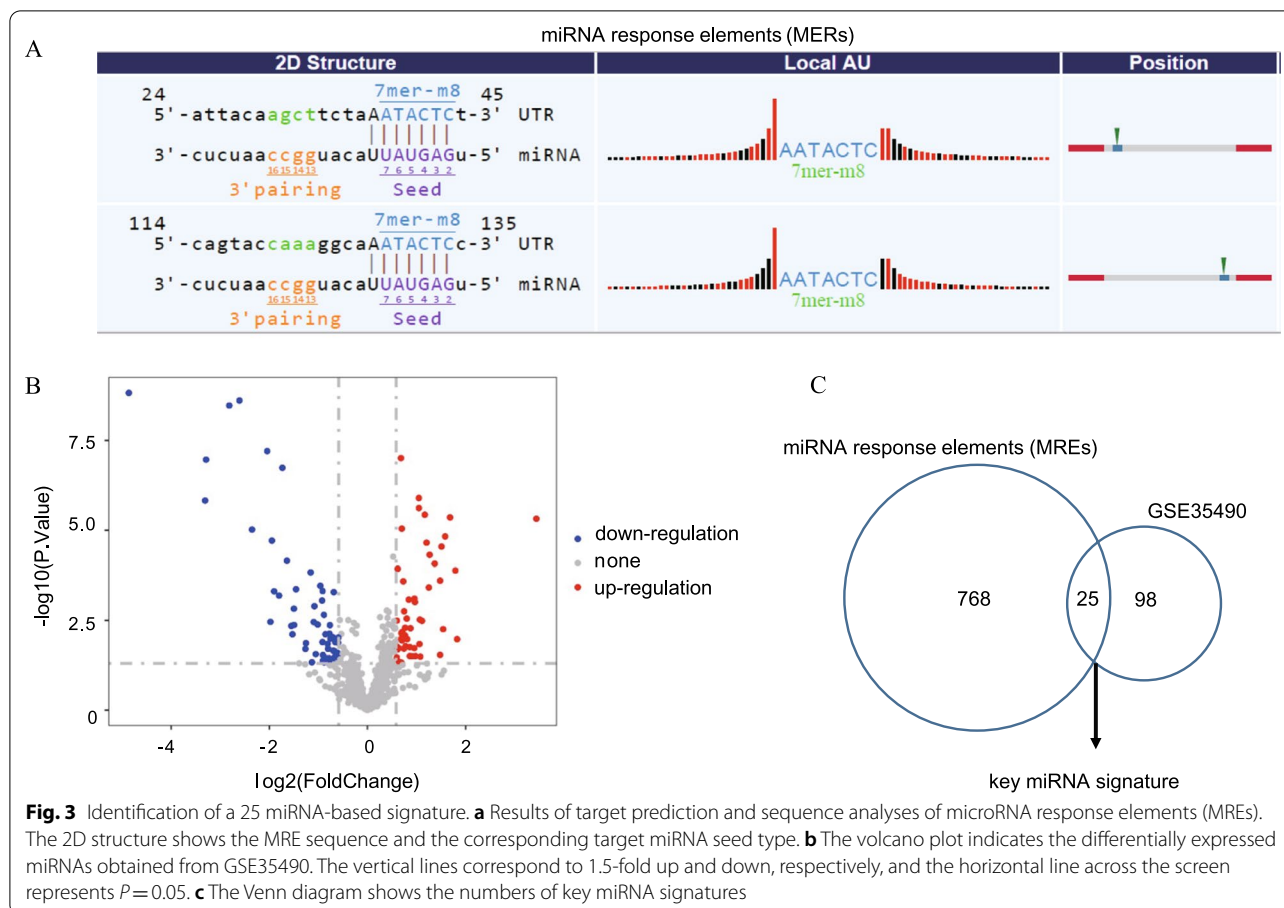 A
miRNA response elements (MERs)
2D Structure Local AU Position
24 7mer-m8 45
5'-attacaagcttctaAATACTCt-3' UTR
3'-cucuaaccgguacaUUAUGAGu-5' miRNA
16 15 14 13 7 6 5 4 3 2
3'pairing Seed
AATACTC
7mer-m8
114 7mer-m8 135
5'-cagtaccaaaggcaAATACTCc-3' UTR
3'-cucuaaccgguacaUUAUGAGu-5' miRNA
16 15 14 13 7 6 5 4 3 2
3'pairing Seed
AATACTC
7mer-m8
B
-log10(P.Value)
7.5
5.0
2.5
0
-4 -2 0 2
log2(FoldChange)
down-regulation
none
up-regulation
C
miRNA response elements (MREs)
GSE35490
768 25 98
key miRNA signature
Fig. 3 Identification of a 25 miRNA-based signature. a Results of target prediction and sequence analyses of microRNA response elements (MREs).
The 2D structure shows the MRE sequence and the corresponding target miRNA seed type. b The volcano plot indicates the differentially expressed
miRNAs obtained from GSE35490. The vertical lines correspond to 1.5-fold up and down, respectively, and the horizontal line across the screen
represents P = 0.05. c The Venn diagram shows the numbers of key miRNA signatures